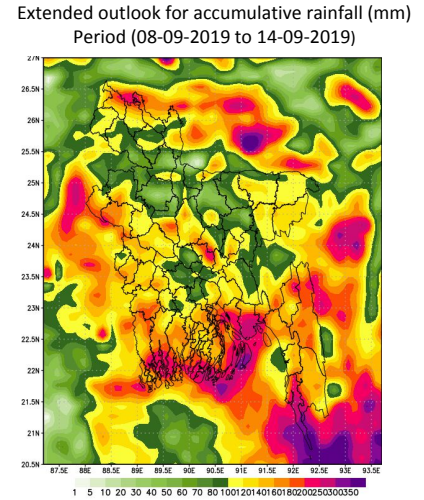 Extended outlook for accumulative rainfall (mm)
Period (08-09-2019 to 14-09-2019)
27N
26.5N
26N
25.5N
25N
24.5N
24N
23.5N
23N
22.5N
22N
21.5N
21N
20.5N
87.5E 88E 88.5E 89E 89.5E 90E 90.5E 91E 91.5E 92E 92.5E 93E 93.5E
1 5 10 20 30 40 50 60 70 80 100120140160180200250300350